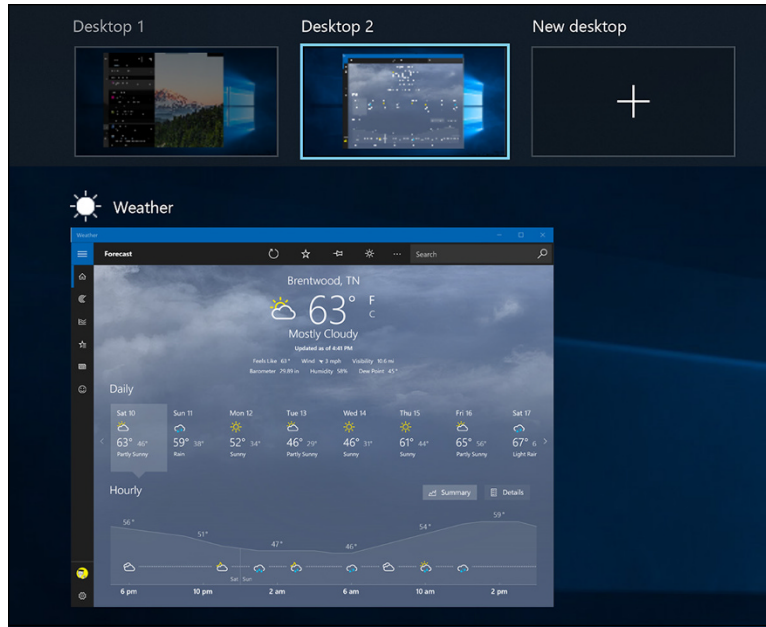 Desktop 1
Desktop 2
New desktop
Weather
Weather
Forecast
Search
Brentwood, TN
63° F
C
Mostly Cloudy
Updated as of 4:41 PM
Feels Like 63° Wind 3 mph Visibility 10.6 mi
Barometer 29.89 in Humidity 58% Dew Point 45°
Daily
Sat 10 Sun 11 Mon 12 Tue 13 Wed 14 Thu 15 Fri 16 Sat 17
63° 46° 59° 38° 52° 34° 46° 29° 46° 31° 61° 44° 65° 56° 67° 6
Partly Sunny Rain Sunny Partly Sunny Sunny Sunny Partly Sunny Light Rain
Hourly
Summary Details
56° 51° 47° 46° 54° 59°
Sat Sun
6 pm 10 pm 2 am 6 am 10 am 2 pm